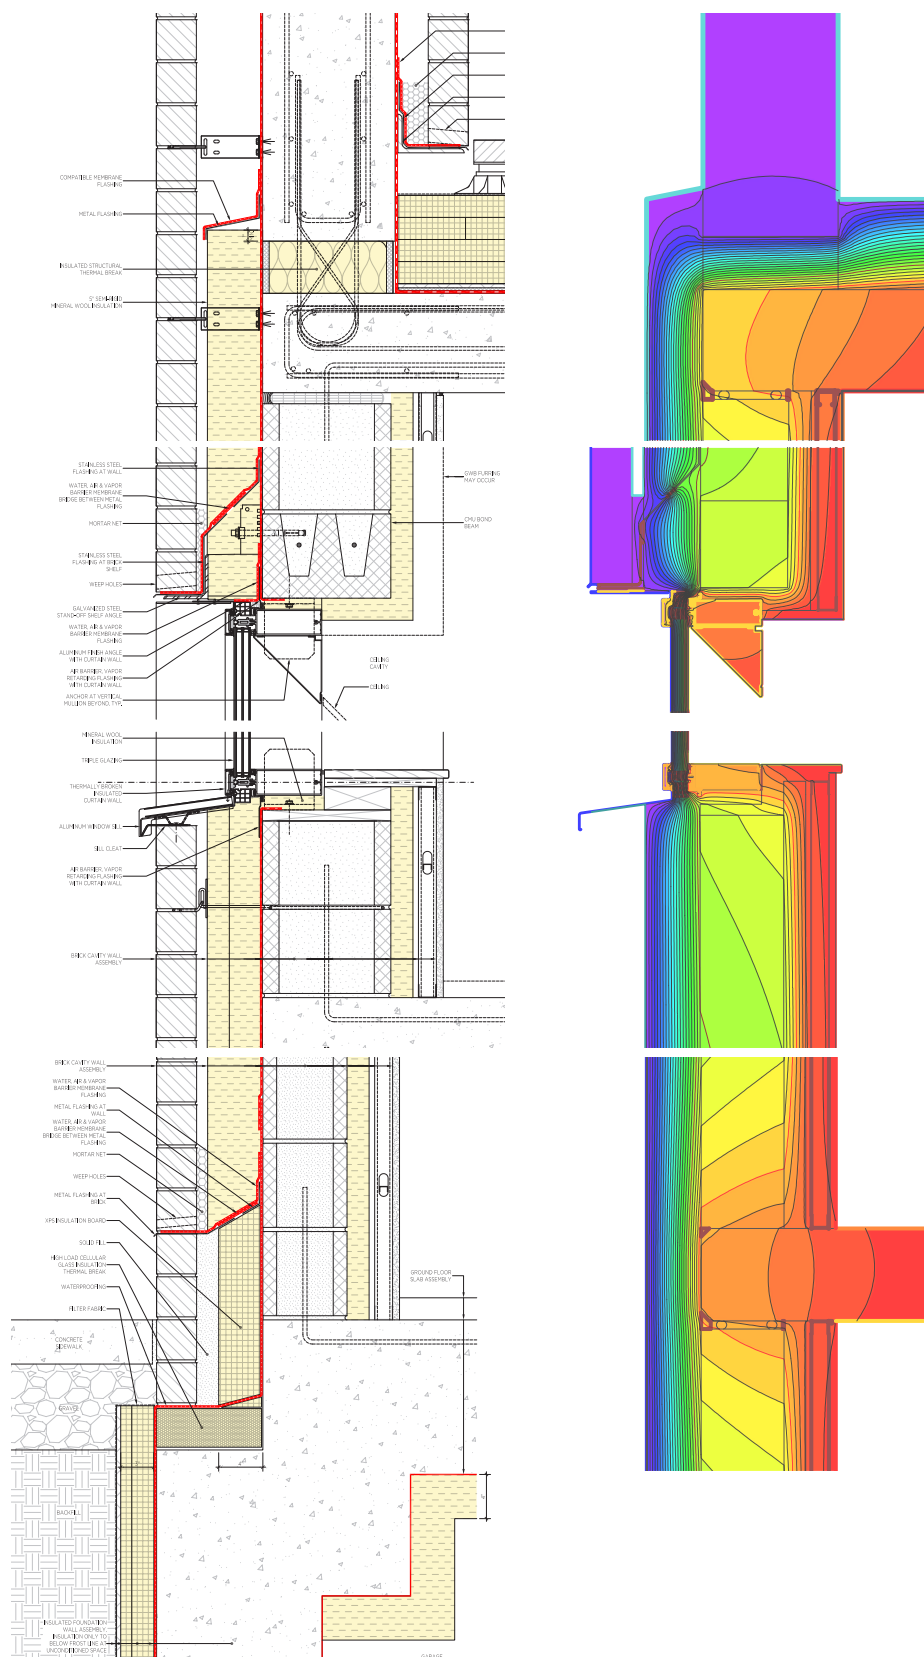 COMPATIBLE MEMBRANE
FLASHING
METAL FLASHING
INSULATED STRUCTURAL
THERMAL BREAK
5" SEMI-RIGID
MINERAL WOOL INSULATION
STAINLESS STEEL
FLASHING AT WALL
WATER, AIR & VAPOR
BARRIER MEMBRANE
BRIDGE BETWEEN METAL
FLASHING
MORTAR NET
STAINLESS STEEL
FLASHING AT BRICK
SHELF
WEEP HOLES
GALVANIZED STEEL
STAND-OFF SHELF ANGLE
WATER, AIR & VAPOR
BARRIER MEMBRANE
FLASHING
ALUMINUM FINISH ANGLE
WITH CURTAIN WALL
AIR BARRIER, VAPOR
RETARDING FLASHING
WITH CURTAIN WALL
ANCHOR AT VERTICAL
MULLION BEYOND, TYP.
GWB FURRING
MAY OCCUR
CMU BOND
BEAM
CEILING
CAVITY
CEILING
MINERAL WOOL
INSULATION
TRIPLE GLAZING
THERMALLY BROKEN
INSULATED
CURTAIN WALL
ALUMINUM WINDOW SILL
SILL CLEAT
AIR BARRIER, VAPOR
RETARDING FLASHING
WITH CURTAIN WALL
BRICK CAVITY WALL
ASSEMBLY
BRICK CAVITY WALL
ASSEMBLY
WATER, AIR & VAPOR
BARRIER MEMBRANE
FLASHING
METAL FLASHING AT
WALL
WATER, AIR & VAPOR
BARRIER MEMBRANE
BRIDGE BETWEEN METAL
FLASHING
MORTAR NET
WEEP HOLES
METAL FLASHING AT
BRICK
XPS INSULATION BOARD
SOLID FILL
HIGH LOAD CELLULAR
GLASS INSULATION
THERMAL BREAK
WATERPROOFING
FILTER FABRIC
GROUND FLOOR
SLAB ASSEMBLY
CONCRETE
SIDEWALK
GRAVEL
BACKFILL
INSULATED FOUNDATION
WALL ASSEMBLY,
INSULATION ONLY TO
BELOW FROST LINE AT
UNCONDITIONED SPACE
GARAGE